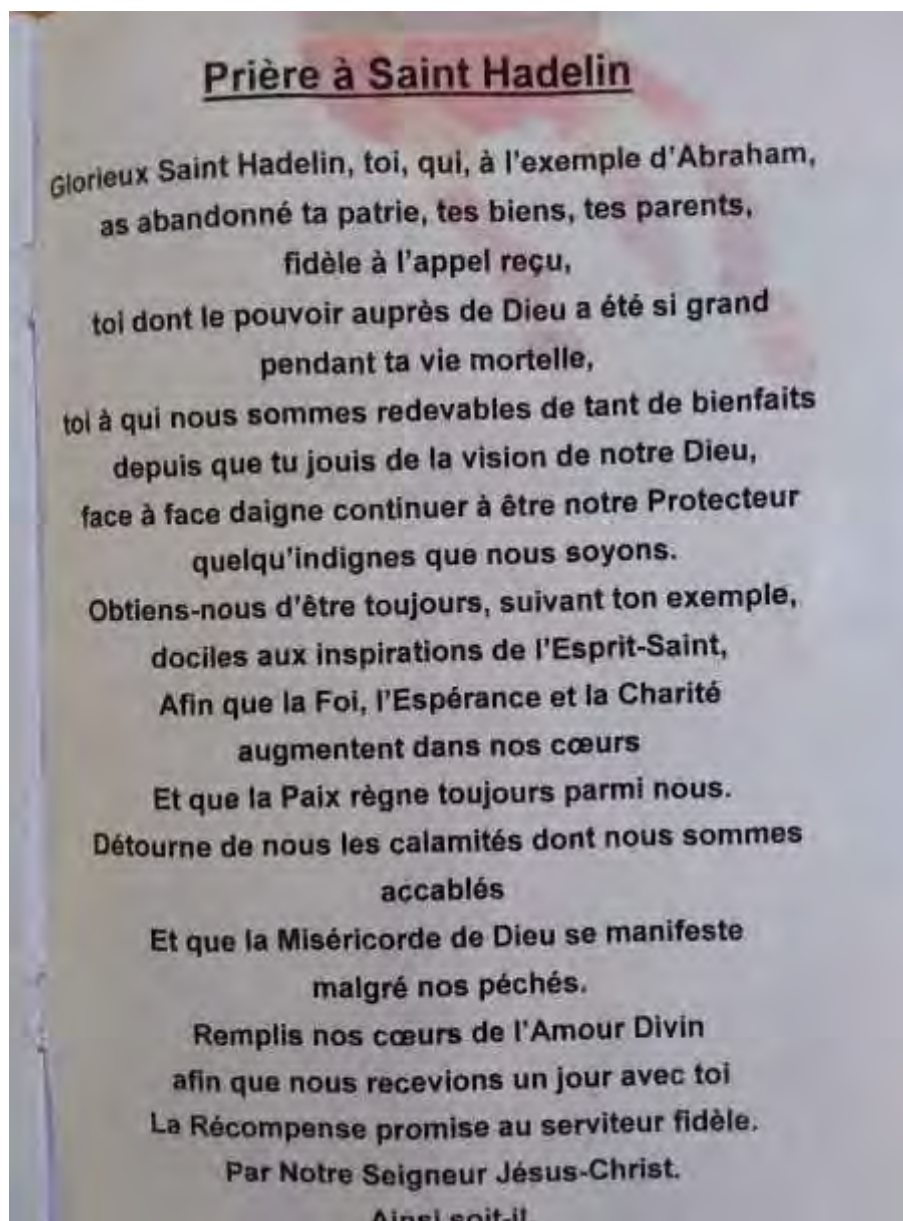 Prière à Saint Hadelin
Glorieux Saint Hadelin, toi, qui, à l'exemple d'Abraham,
as abandonné ta patrie, tes biens, tes parents,
fidèle à l'appel reçu,
toi dont le pouvoir auprès de Dieu a été si grand
pendant ta vie mortelle,
toi à qui nous sommes redevables de tant de bienfaits
depuis que tu jouis de la vision de notre Dieu,
face à face daigne continuer à être notre Protecteur
quelqu'indignes que nous soyons.
Obtiens-nous d'être toujours, suivant ton exemple,
dociles aux inspirations de l'Esprit-Saint,
Afin que la Foi, l'Espérance et la Charité
augmentent dans nos cœurs
Et que la Paix règne toujours parmi nous.
Détourne de nous les calamités dont nous sommes
accablés
Et que la Miséricorde de Dieu se manifeste
malgré nos péchés.
Remplis nos cœurs de l'Amour Divin
afin que nous recevions un jour avec toi
La Récompense promise au serviteur fidèle.
Par Notre Seigneur Jésus-Christ.
Ainsi soit-il